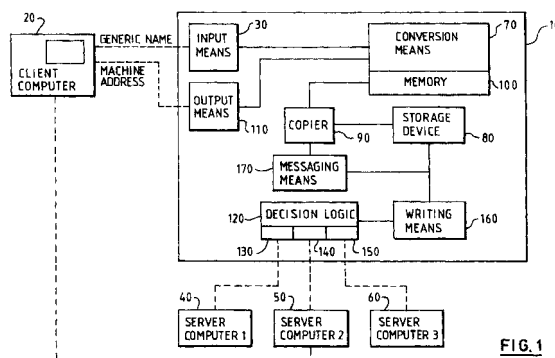 20
CLIENT
COMPUTER
GENERIC NAME
MACHINE
ADDRESS
30
INPUT
MEANS
OUTPUT
MEANS
110
70
CONVERSION
MEANS
MEMORY
100
COPIER
90
STORAGE
DEVICE
80
170
MESSAGING
MEANS
120
DECISION LOGIC
130
140
150
WRITING
MEANS
160
40
SERVER
COMPUTER 1
50
SERVER
COMPUTER 2
60
SERVER
COMPUTER 3
FIG. 1